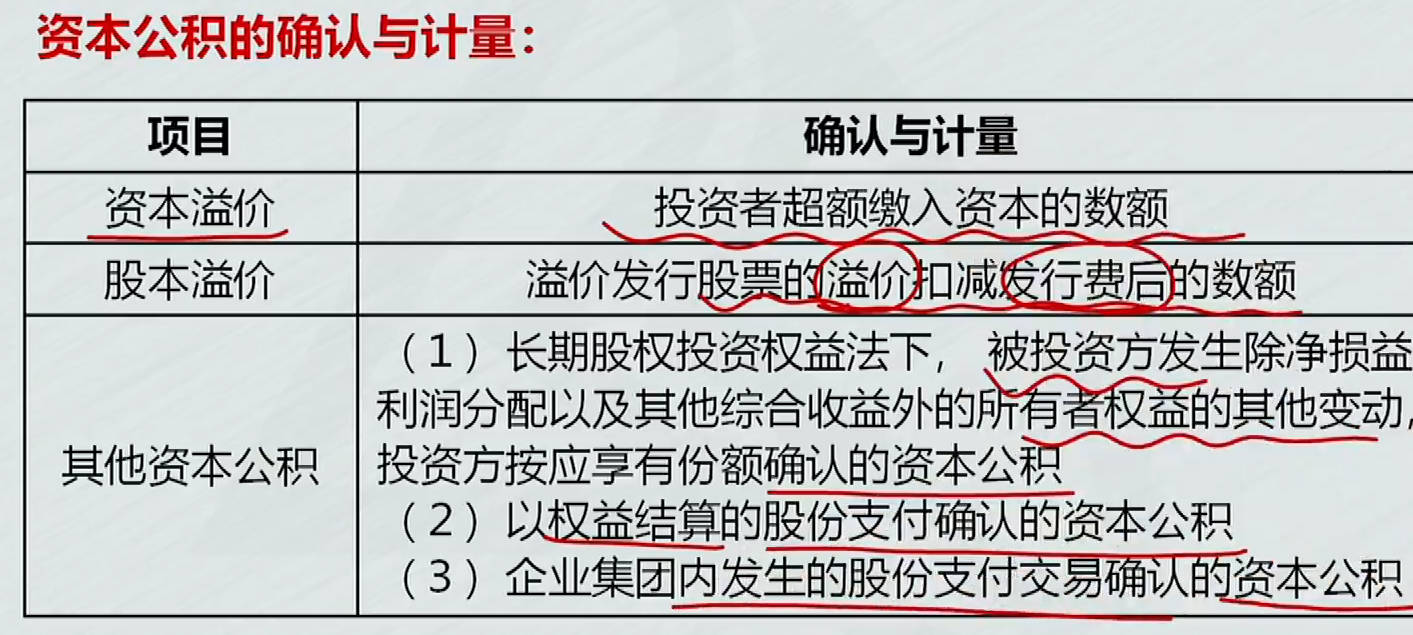 资本公积的确认与计量：
项目 确认与计量
资本溢价 投资者超额缴入资本的数额
股本溢价 溢价发行股票的溢价扣减发行费后的数额
其他资本公积
（1）长期股权投资权益法下， 被投资方发生除净损益
利润分配以及其他综合收益外的所有者权益的其他变动，
投资方按应享有份额确认的资本公积
（2）以权益结算的股份支付确认的资本公积
（3）企业集团内发生的股份支付交易确认的资本公积